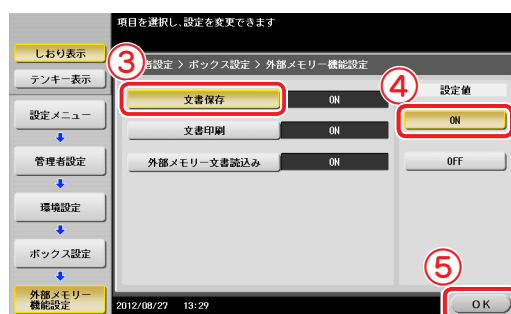 項目を選択し、設定を変更できます
しおり表示
テンキー表示
設定メニュー
管理者設定
環境設定
ボックス設定
外部メモリー
機能設定
③
者設定 > ボックス設定 > 外部メモリー機能設定
文書保存 ON
文書印刷 ON
外部メモリー文書読込み ON
④
設定値
ON
OFF
⑤
2012/08/27 13:29
OK